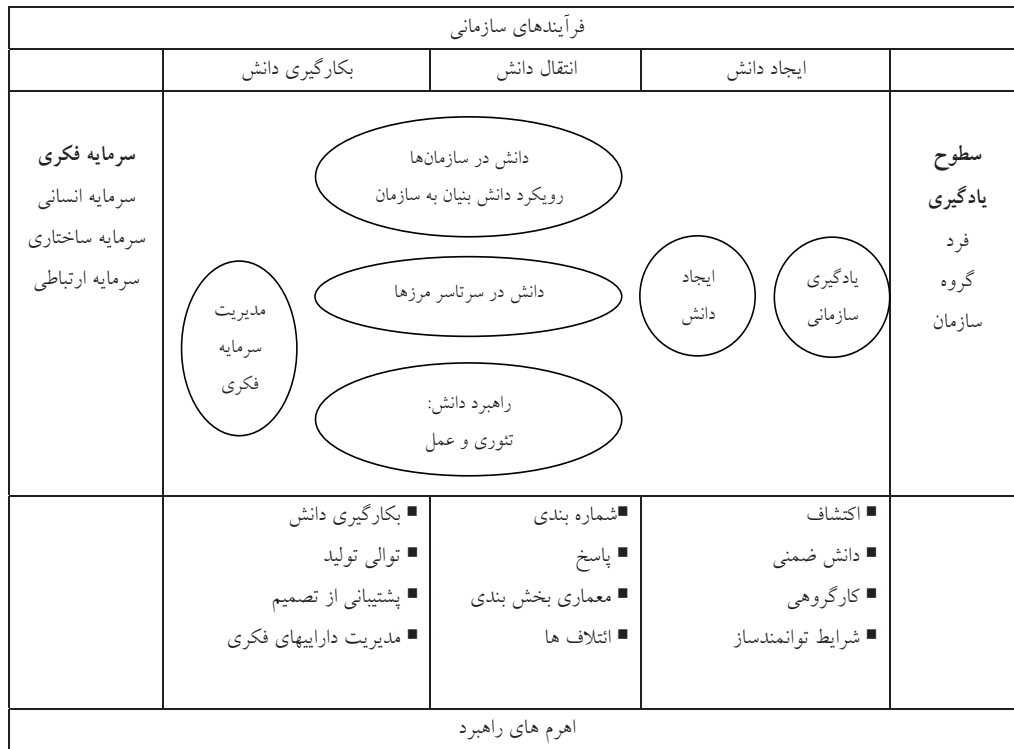 فرآیندهای سازمانی
ایجاد دانش
انتقال دانش
بکارگیری دانش
سطوح
یادگیری
فرد
گروه
سازمان
یادگیری
سازمانی
ایجاد
دانش
دانش در سازمان‌ها
رویکرد دانش بنیان به سازمان
دانش در سرتاسر مرزها
راهبرد دانش:
تئوری و عمل
مدیریت
سرمایه
فکری
سرمایه فکری
سرمایه انسانی
سرمایه ساختاری
سرمایه ارتباطی
■ اکتشاف
■ دانش ضمنی
■ کارگروهی
■ شرایط توانمندساز
■شماره بندی
■ پاسخ
■ معماری بخش بندی
■ ائتلاف ها
■ بکارگیری دانش
■ توالی تولید
■ پشتیبانی از تصمیم
■ مدیریت داراییهای فکری
اهرم های راهبرد